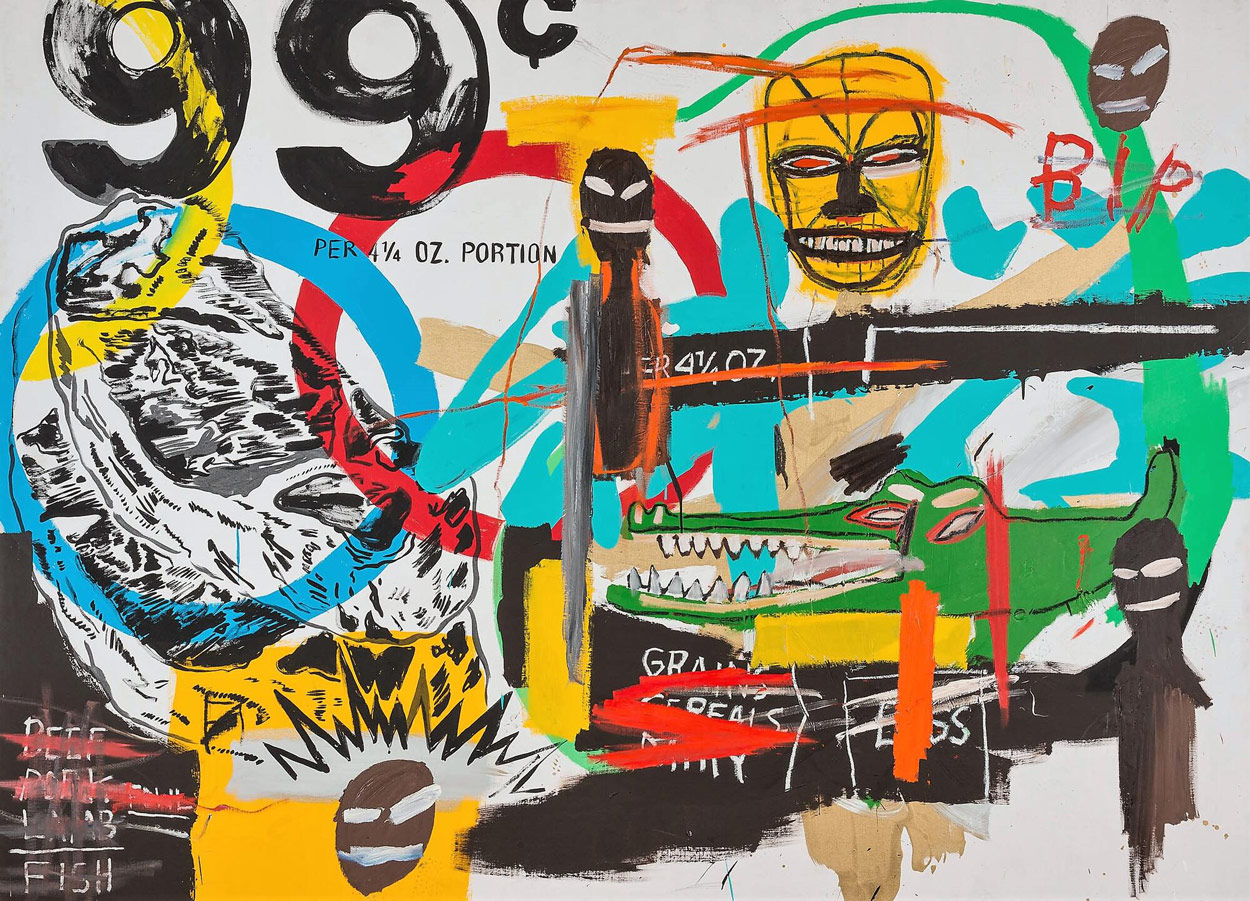 99¢
PER 4¼ OZ. PORTION
BIP
ER 4¼ OZ
GRAINS
CEREALS
EGGS
BEEF
PORK
LAMB
FISH